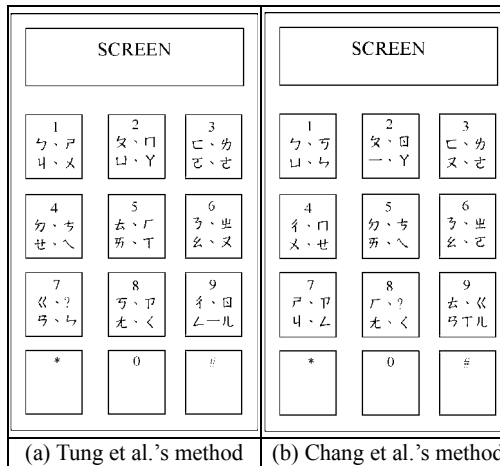 SCREEN
1 2 3
ㄅ、ㄕ ㄆ、ㄇ ㄈ、ㄌ
ㄐ、ㄨ ㄩ、ㄚ ㄛ、ㄜ
4 5 6
ㄉ、ㄘ ㄊ、ㄏ ㄋ、ㄓ
ㄝ、ㄟ ㄞ、ㄒ ㄠ、ㄡ
7 8 9
ㄍ、? ㄎ、ㄗ ㄔ、ㄖ
ㄢ、ㄣ ㄤ、ㄑ ㄥ一ㄦ
* 0 #
(a) Tung et al.'s method
SCREEN
1 2 3
ㄅ、ㄎ ㄆ、ㄖ ㄈ、ㄌ
ㄩ、ㄣ 一、ㄚ ㄡ、ㄜ
4 5 6
ㄔ、ㄇ ㄉ、ㄘ ㄋ、ㄓ
ㄨ、ㄝ ㄞ、ㄟ ㄠ、ㄛ
7 8 9
ㄕ、ㄗ ㄏ、? ㄊ、ㄍ
ㄐ、ㄥ ㄤ、ㄑ ㄢㄒㄦ
* 0 #
(b) Chang et al.'s method